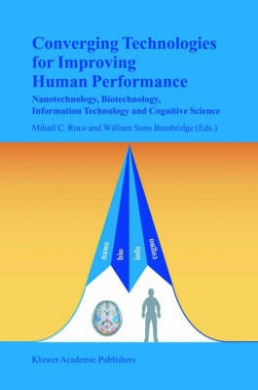 Converging Technologies
for Improving
Human Performance
Nanotechnology, Biotechnology,
Information Technology and Cognitive Science
Mihail C. Roco and William Sims Bainbridge (Eds.)
nano
bio
info
cogno
Kluwer Academic Publishers